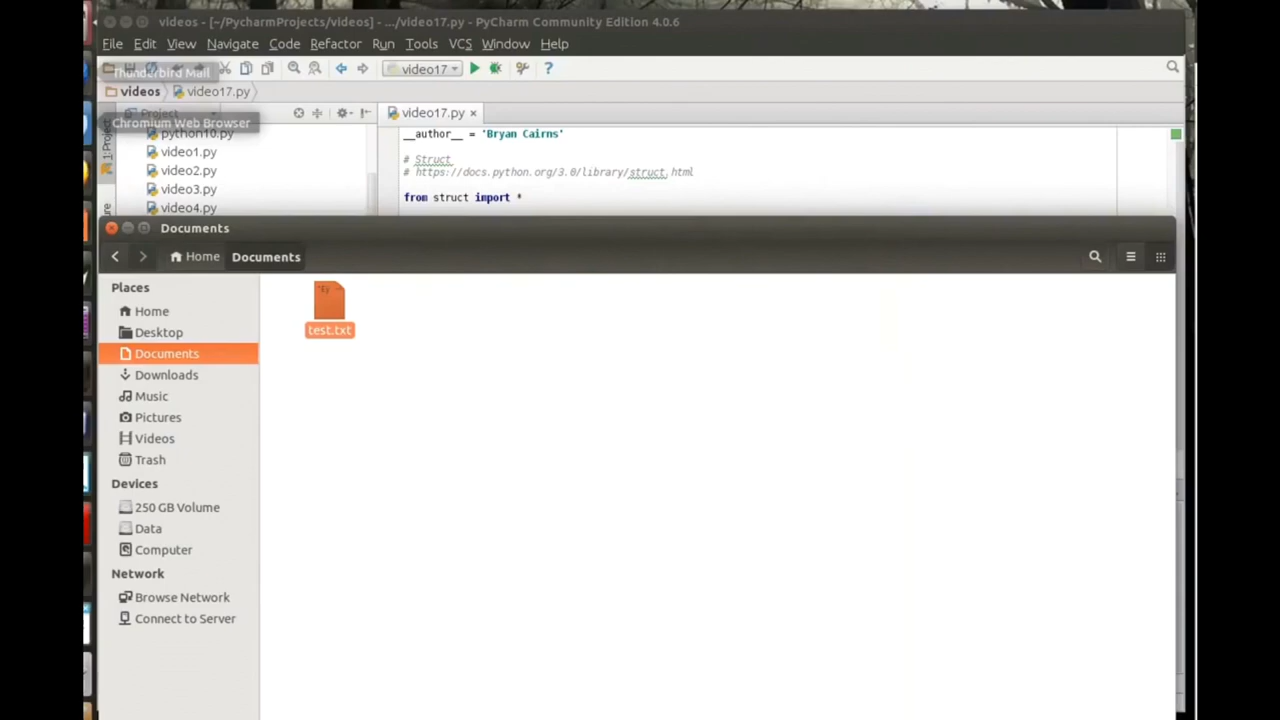 videos - [~/PycharmProjects/videos] - .../video17.py - PyCharm Community Edition 4.0.6
File Edit View Navigate Code Refactor Run Tools VCS Window Help
Thunderbird Mail
video17
videos video17.py
Project
video17.py
Chromium Web Browser
1: Project
python10.py
video1.py
video2.py
video3.py
video4.py
__author__ = 'Bryan Cairns'
# Struct
# https://docs.python.org/3.0/library/struct.html
from struct import *
Documents
Home Documents
Places
Home
Desktop
Documents
Downloads
Music
Pictures
Videos
Trash
Devices
250 GB Volume
Data
Computer
Network
Browse Network
Connect to Server
test.txt